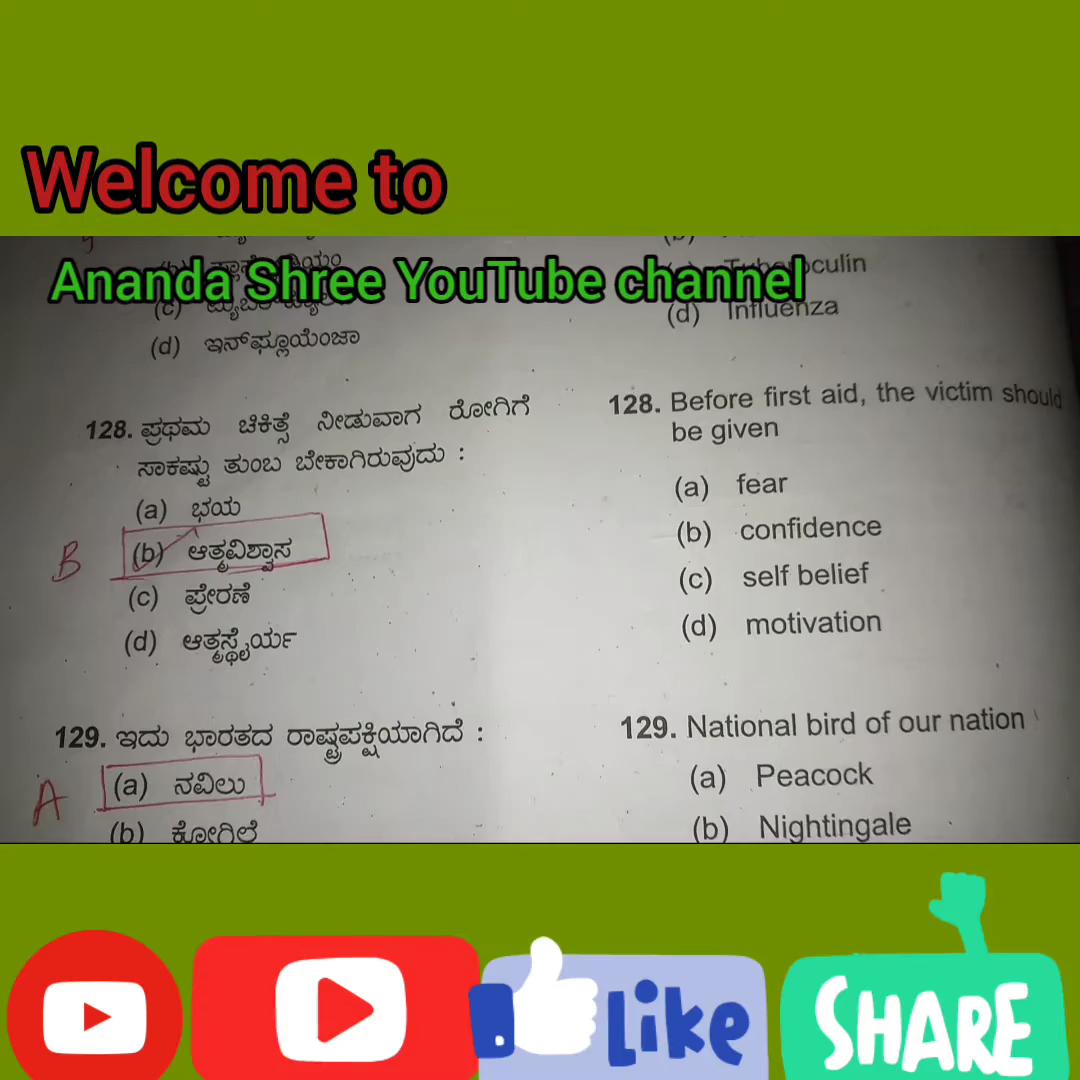 Welcome to
Ananda Shree YouTube channel
(d) ಇನ್‌ಫ್ಲೂಯೆಂಜಾ
(d) Influenza
128. ಪ್ರಥಮ ಚಿಕಿತ್ಸೆ ನೀಡುವಾಗ ರೋಗಿಗೆ
ಸಾಕಷ್ಟು ತುಂಬ ಬೇಕಾಗಿರುವುದು :
(a) ಭಯ
B (b) ಆತ್ಮವಿಶ್ವಾಸ
(c) ಪ್ರೇರಣೆ
(d) ಆತ್ಮಸ್ಥೈರ್ಯ
129. ಇದು ಭಾರತದ ರಾಷ್ಟ್ರಪಕ್ಷಿಯಾಗಿದೆ :
A (a) ನವಿಲು
(b) ಕೋಗಿಲೆ
128. Before first aid, the victim should
be given
(a) fear
(b) confidence
(c) self belief
(d) motivation
129. National bird of our nation
(a) Peacock
(b) Nightingale
Like
SHARE